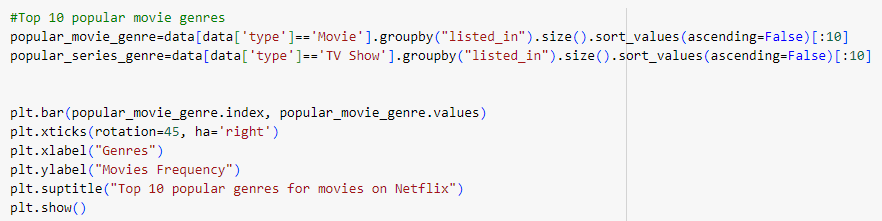 #Top 10 popular movie genres
popular_movie_genre=data[data['type']=='Movie'].groupby("listed_in").size().sort_values(ascending=False)[:10]
popular_series_genre=data[data['type']=='TV Show'].groupby("listed_in").size().sort_values(ascending=False)[:10]
plt.bar(popular_movie_genre.index, popular_movie_genre.values)
plt.xticks(rotation=45, ha='right')
plt.xlabel("Genres")
plt.ylabel("Movies Frequency")
plt.suptitle("Top 10 popular genres for movies on Netflix")
plt.show()